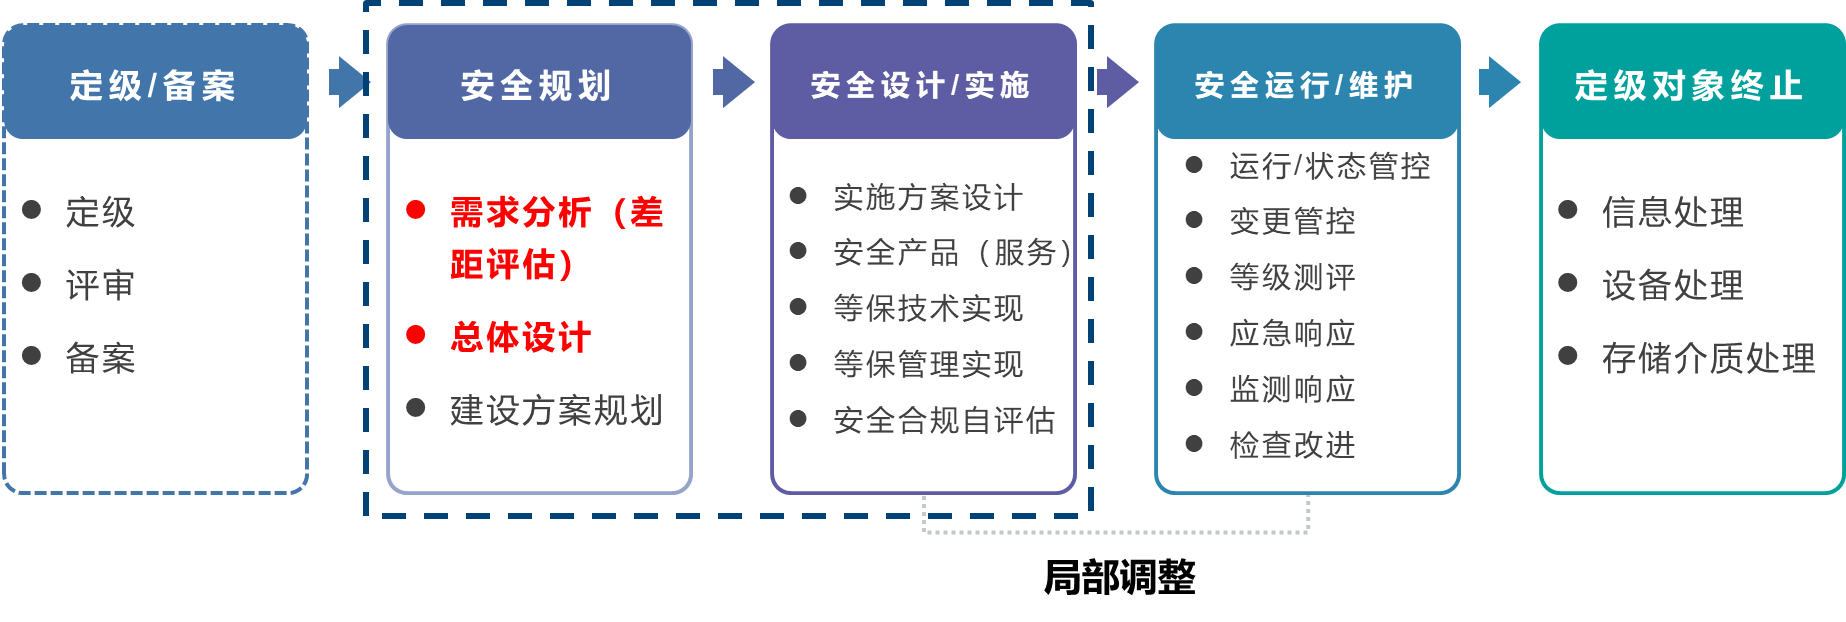 定级/备案
定级
评审
备案
安全规划
需求分析（差
距评估）
总体设计
建设方案规划
安全设计/实施
实施方案设计
安全产品（服务）
等保技术实现
等保管理实现
安全合规自评估
安全运行/维护
运行/状态管控
变更管控
等级测评
应急响应
监测响应
检查改进
定级对象终止
信息处理
设备处理
存储介质处理
局部调整